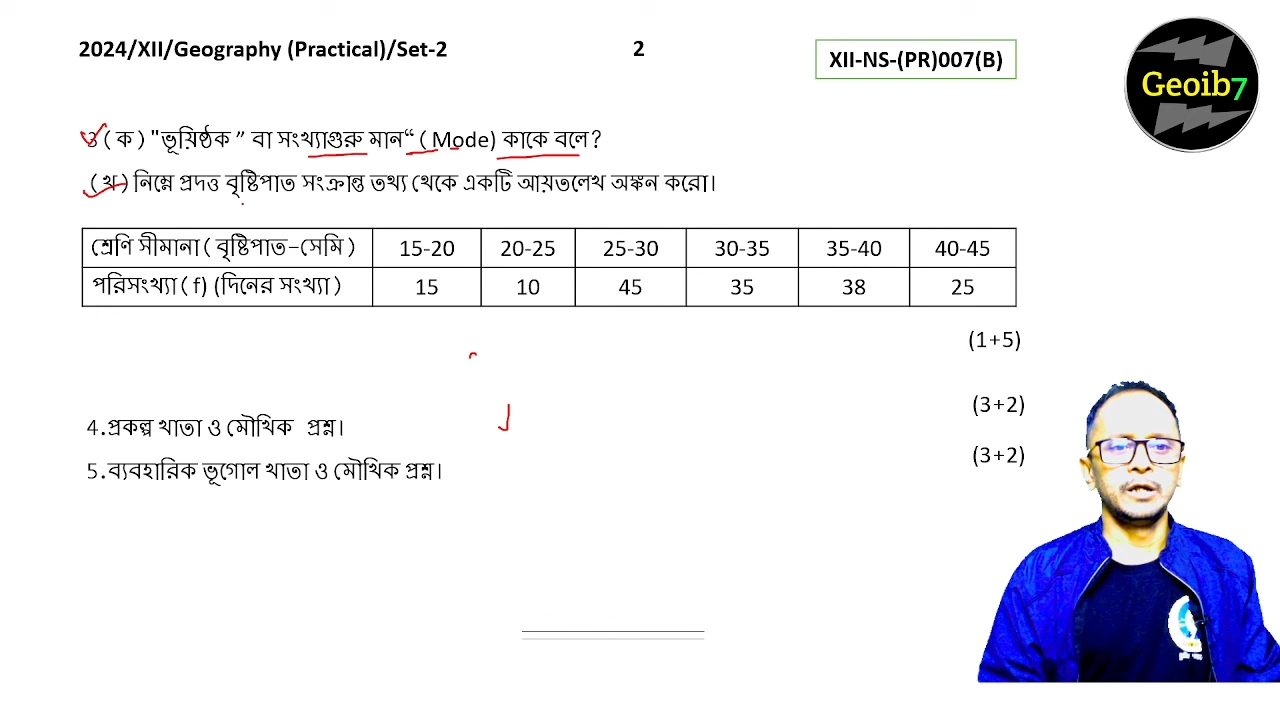 2024/XII/Geography (Practical)/Set-2
2
XII-NS-(PR)007(B)
Geoib7
3 ( ক ) "ভূয়িষ্ঠক ” বা সংখ্যাগুরু মান“ ( Mode) কাকে বলে?
( খ ) নিম্নে প্রদত্ত বৃষ্টিপাত সংক্রান্ত তথ্য থেকে একটি আয়তলেখ অঙ্কন করো।
শ্রেণি সীমানা ( বৃষ্টিপাত-সেমি ) 15-20 20-25 25-30 30-35 35-40 40-45
পরিসংখ্যা ( f) (দিনের সংখ্যা ) 15 10 45 35 38 25
(1+5)
4.প্রকল্প খাতা ও মৌখিক প্রশ্ন। (3+2)
5.ব্যবহারিক ভূগোল খাতা ও মৌখিক প্রশ্ন। (3+2)